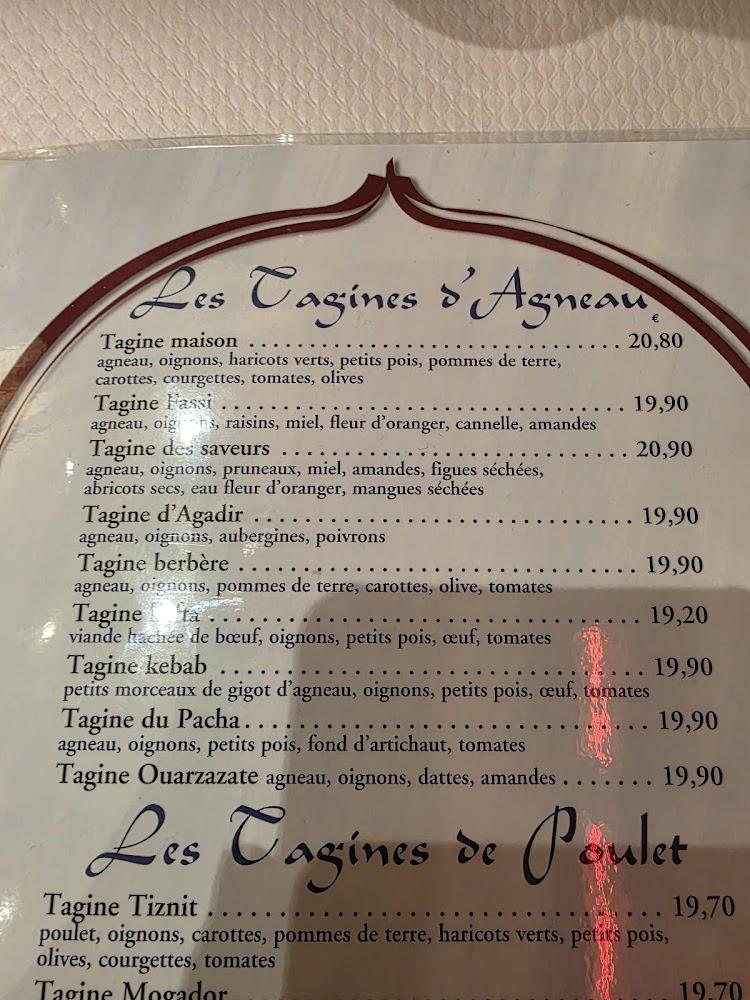 Les Tagines d'Agneau
€
Tagine maison .............................. 20,80
agneau, oignons, haricots verts, petits pois, pommes de terre,
carottes, courgettes, tomates, olives
Tagine Fassi .................................. 19,90
agneau, oignons, raisins, miel, fleur d'oranger, cannelle, amandes
Tagine des saveurs ............................ 20,90
agneau, oignons, pruneaux, miel, amandes, figues séchées,
abricots secs, eau fleur d'oranger, mangues séchées
Tagine d'Agadir ................................ 19,90
agneau, oignons, aubergines, poivrons
Tagine berbère ................................. 19,90
agneau, oignons, pommes de terre, carottes, olive, tomates
Tagine ................................... 19,20
viande hachée de bœuf, oignons, petits pois, œuf, tomates
Tagine kebab ................................... 19,90
petits morceaux de gigot d'agneau, oignons, petits pois, œuf, tomates
Tagine du Pacha ................................ 19,90
agneau, oignons, petits pois, fond d'artichaut, tomates
Tagine Ouarzazate agneau, oignons, dattes, amandes ....... 19,90
Les Tagines de Poulet
Tagine Tiznit .................................. 19,70
poulet, oignons, carottes, pommes de terre, haricots verts, petits pois,
olives, courgettes, tomates
Tagine Mogador .................................. 19,70